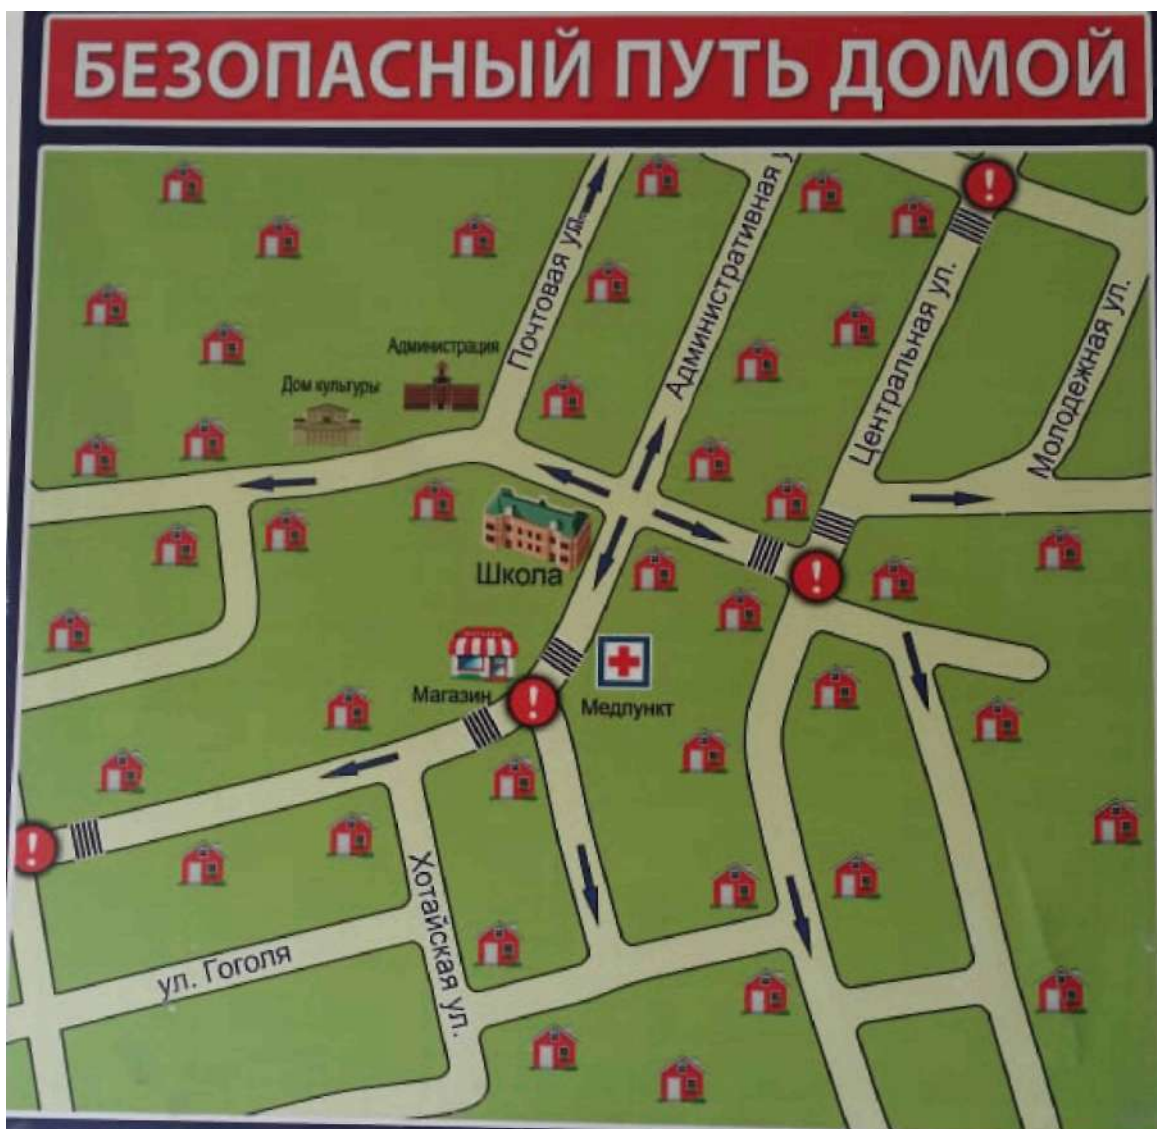 БЕЗОПАСНЫЙ ПУТЬ ДОМОЙ
Почтовая ул.
Административная у
Центральная ул.
Молодежная ул.
Администрация
Дом культуры
Школа
Магазин
Медпункт
Хотайская ул.
ул. Гоголя